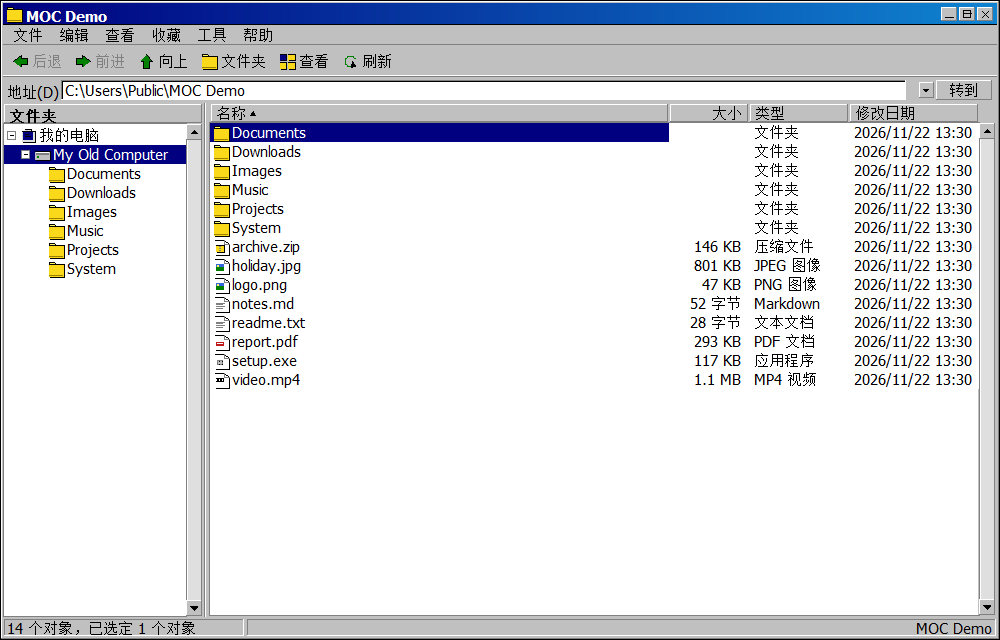 MOC Demo
文件 编辑 查看 收藏 工具 帮助
后退 前进 向上 文件夹 查看 刷新
地址(D) C:\Users\Public\MOC Demo 转到
文件夹
我的电脑
My Old Computer
Documents
Downloads
Images
Music
Projects
System
名称 大小 类型 修改日期
Documents 文件夹 2026/11/22 13:30
Downloads 文件夹 2026/11/22 13:30
Images 文件夹 2026/11/22 13:30
Music 文件夹 2026/11/22 13:30
Projects 文件夹 2026/11/22 13:30
System 文件夹 2026/11/22 13:30
archive.zip 146 KB 压缩文件 2026/11/22 13:30
holiday.jpg 801 KB JPEG 图像 2026/11/22 13:30
logo.png 47 KB PNG 图像 2026/11/22 13:30
notes.md 52 字节 Markdown 2026/11/22 13:30
readme.txt 28 字节 文本文档 2026/11/22 13:30
report.pdf 293 KB PDF 文档 2026/11/22 13:30
setup.exe 117 KB 应用程序 2026/11/22 13:30
video.mp4 1.1 MB MP4 视频 2026/11/22 13:30
14 个对象，已选定 1 个对象 MOC Demo